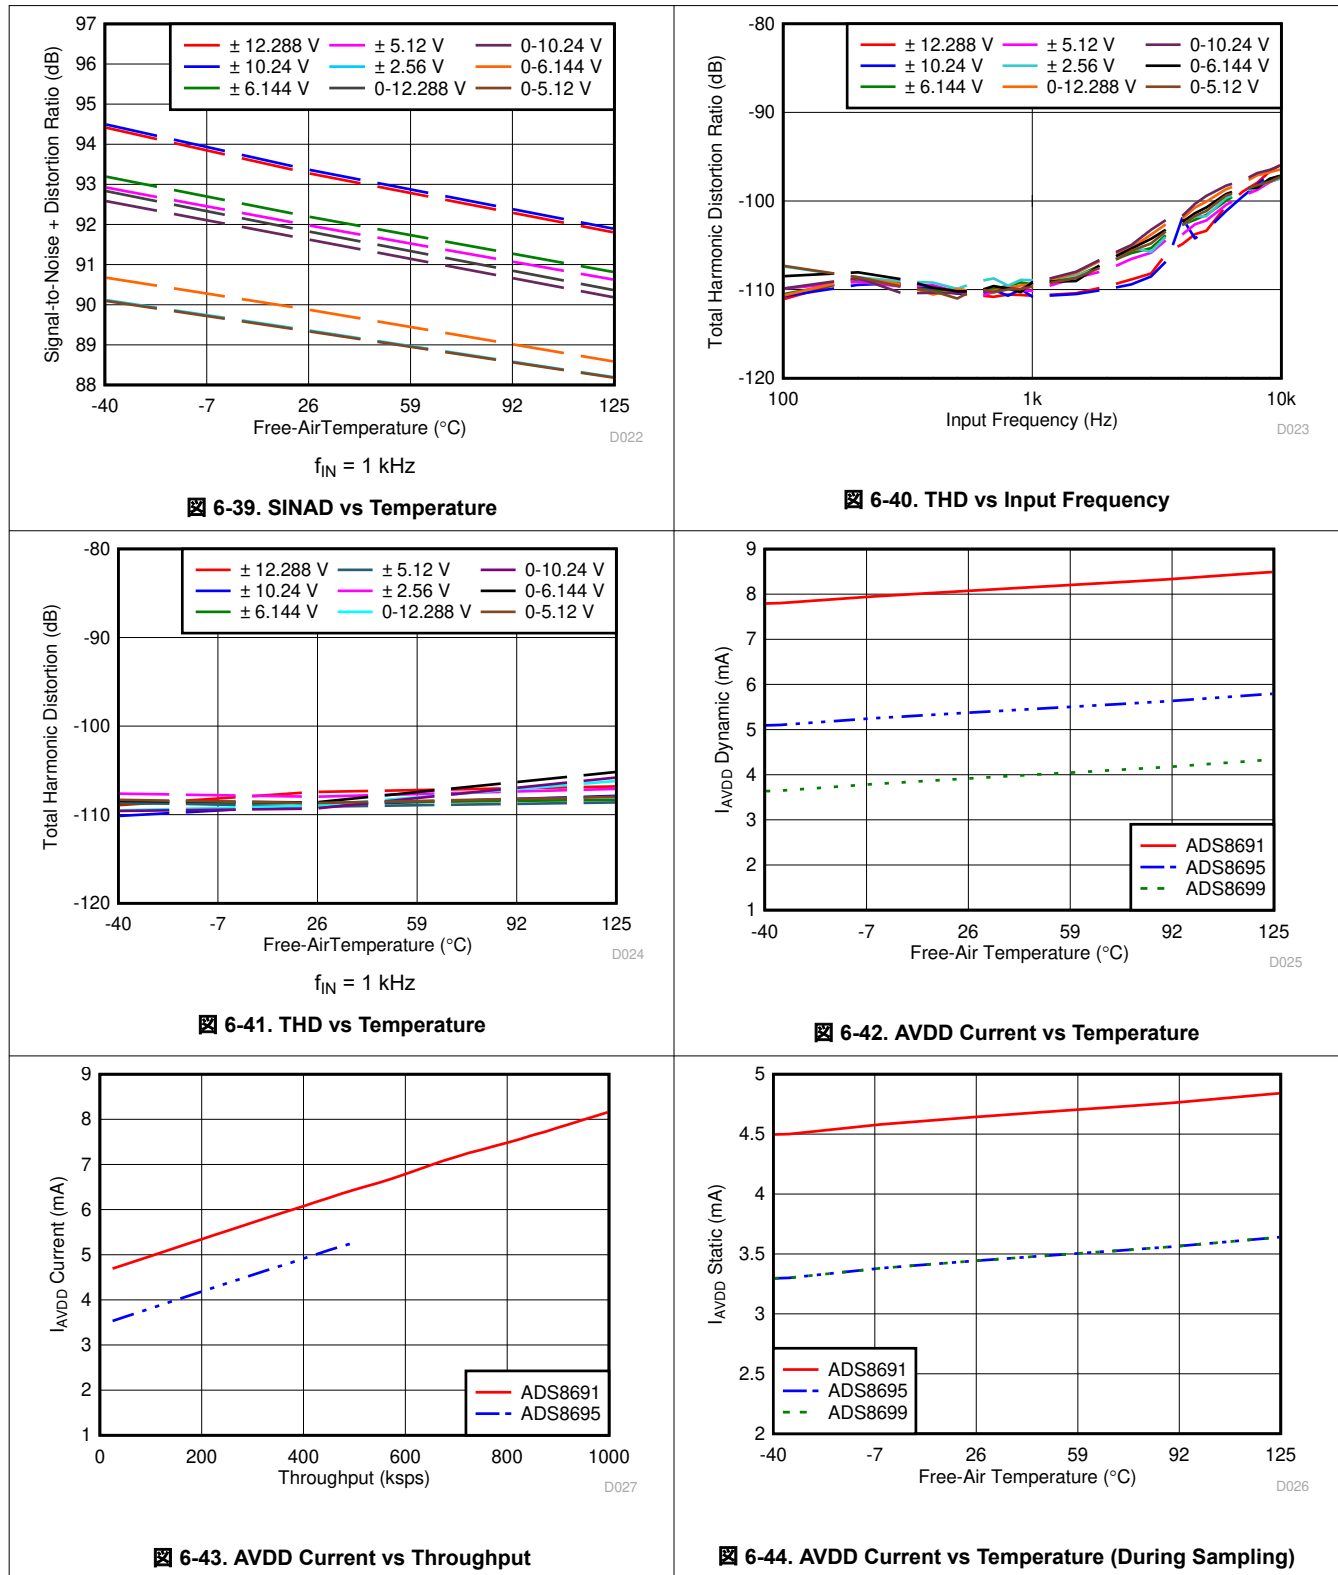 97
96
95
94
93
92
91
90
89
88
Signal-to-Noise + Distortion Ratio (dB)
± 12.288 V
± 10.24 V
± 6.144 V
± 5.12 V
± 2.56 V
0-12.288 V
0-10.24 V
0-6.144 V
0-5.12 V
-40
-7
26
59
92
125
Free-AirTemperature (°C)
D022
fIN = 1 kHz
図 6-39. SINAD vs Temperature
-80
-90
-100
-110
-120
Total Harmonic Distortion Ratio (dB)
± 12.288 V
± 10.24 V
± 6.144 V
± 5.12 V
± 2.56 V
0-12.288 V
0-10.24 V
0-6.144 V
0-5.12 V
100
1k
10k
Input Frequency (Hz)
D023
図 6-40. THD vs Input Frequency
-80
-90
-100
-110
-120
Total Harmonic Distortion (dB)
± 12.288 V
± 10.24 V
± 6.144 V
± 5.12 V
± 2.56 V
0-12.288 V
0-10.24 V
0-6.144 V
0-5.12 V
-40
-7
26
59
92
125
Free-AirTemperature (°C)
D024
fIN = 1 kHz
図 6-41. THD vs Temperature
9
8
7
6
5
4
3
2
1
IAVDD Dynamic (mA)
ADS8691
ADS8695
ADS8699
-40
-7
26
59
92
125
Free-Air Temperature (°C)
D025
図 6-42. AVDD Current vs Temperature
9
8
7
6
5
4
3
2
1
IAVDD Current (mA)
ADS8691
ADS8695
0
200
400
600
800
1000
Throughput (ksps)
D027
図 6-43. AVDD Current vs Throughput
5
4.5
4
3.5
3
2.5
2
IAVDD Static (mA)
ADS8691
ADS8695
ADS8699
-40
-7
26
59
92
125
Free-Air Temperature (°C)
D026
図 6-44. AVDD Current vs Temperature (During Sampling)